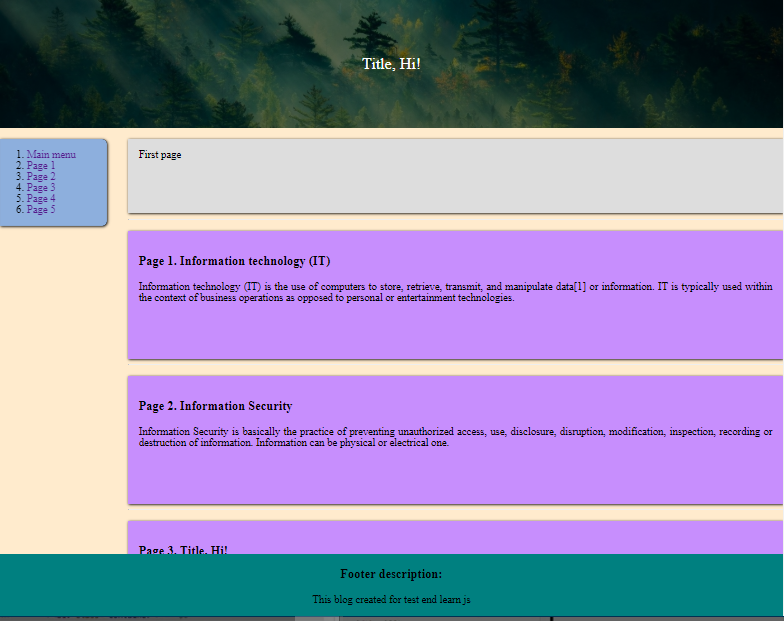 Title, Hi!
1. Main menu
2. Page 1
3. Page 2
4. Page 3
5. Page 4
6. Page 5
First page
Page 1. Information technology (IT)
Information technology (IT) is the use of computers to store, retrieve, transmit, and manipulate data[1] or information. IT is typically used within
the context of business operations as opposed to personal or entertainment technologies.
Page 2. Information Security
Information Security is basically the practice of preventing unauthorized access, use, disclosure, disruption, modification, inspection, recording or
destruction of information. Information can be physical or electrical one.
Page 3. Title, Hi!
Footer description:
This blog created for test end learn js